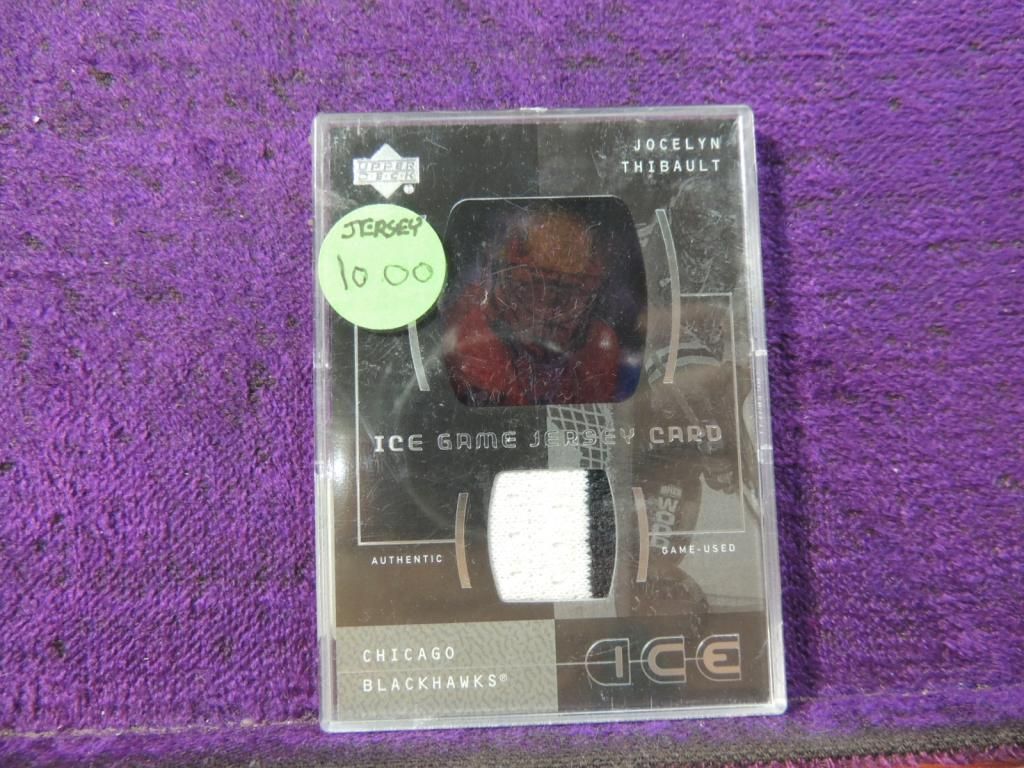 JOCELYN
THIBAULT
UPPER
DECK
JERSEY
10.00
ICE GAME JERSEY CARD
AUTHENTIC
GAME-USED
CHICAGO
BLACKHAWKS®
ICE